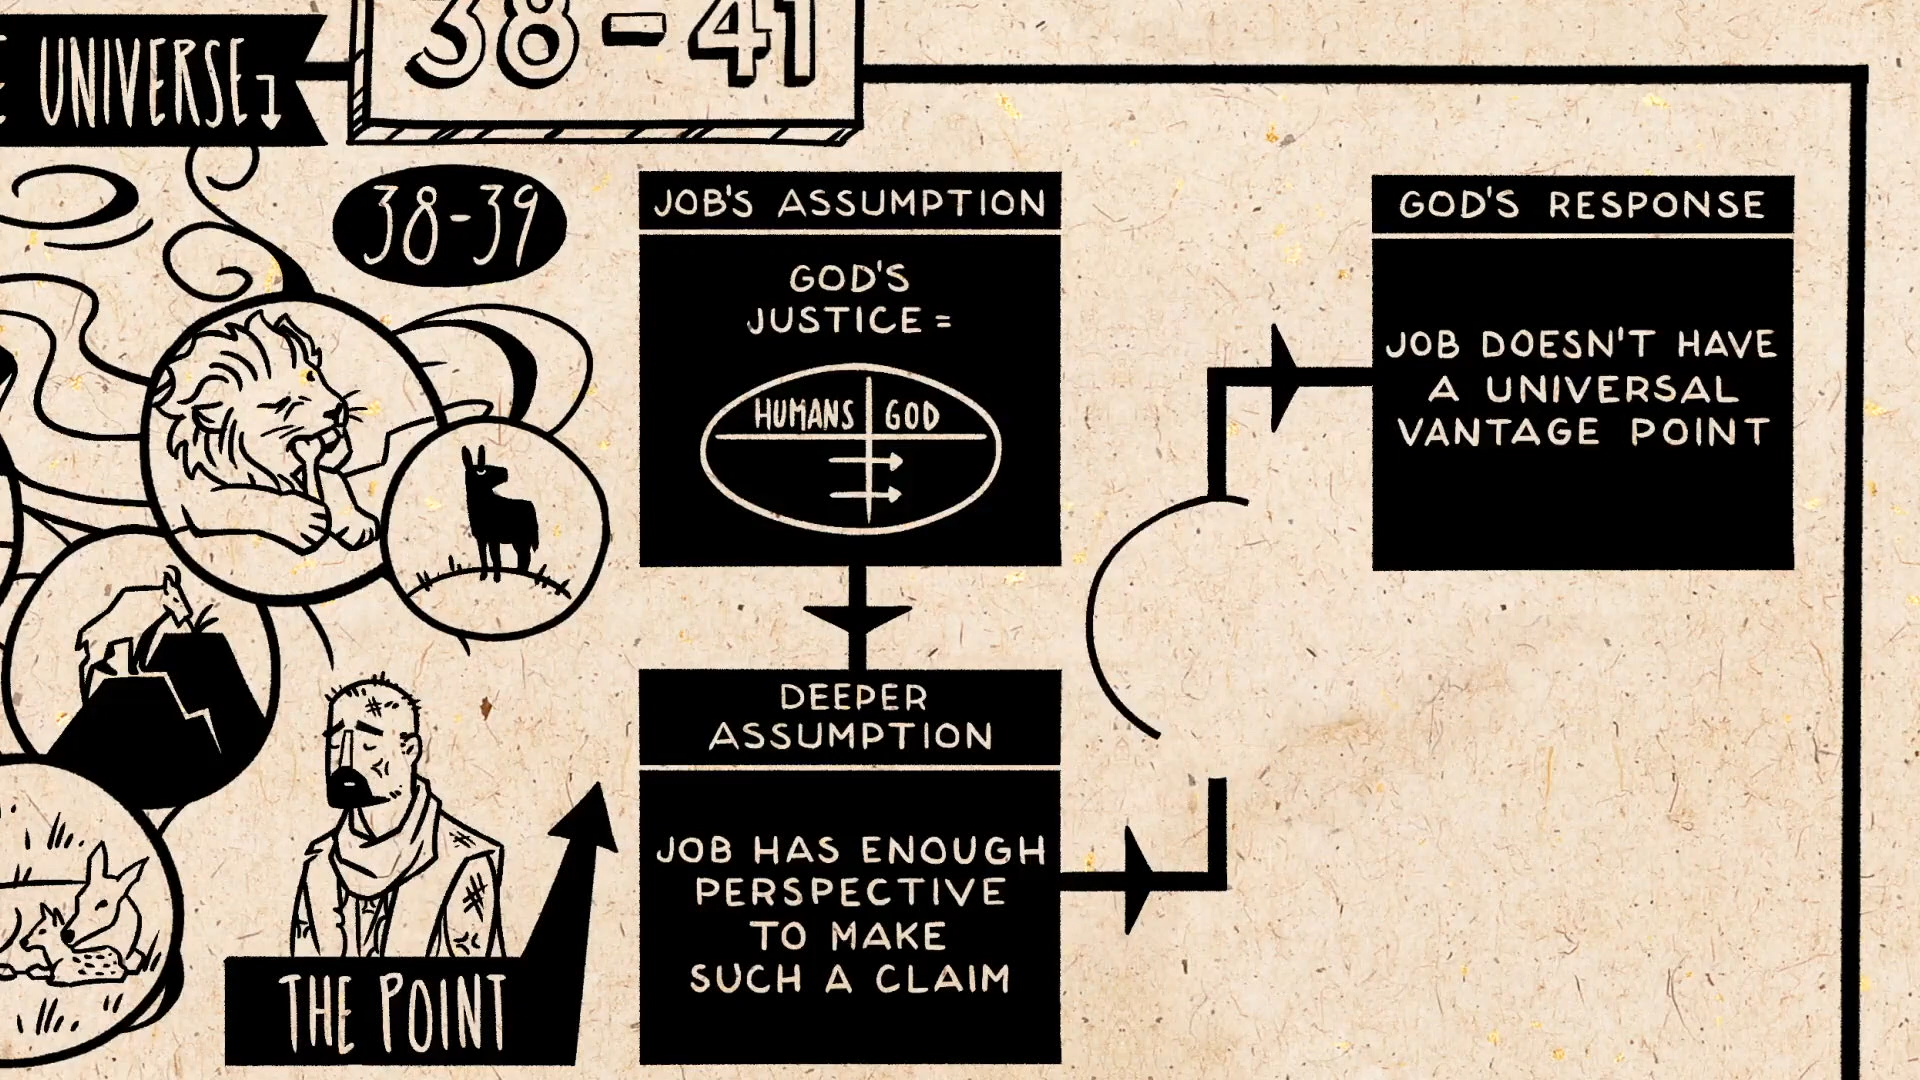 E UNIVERSE
38-41
38-39
JOB'S ASSUMPTION
GOD'S
JUSTICE =
HUMANS GOD
DEEPER
ASSUMPTION
JOB HAS ENOUGH
PERSPECTIVE
TO MAKE
SUCH A CLAIM
GOD'S RESPONSE
JOB DOESN'T HAVE
A UNIVERSAL
VANTAGE POINT
THE POINT